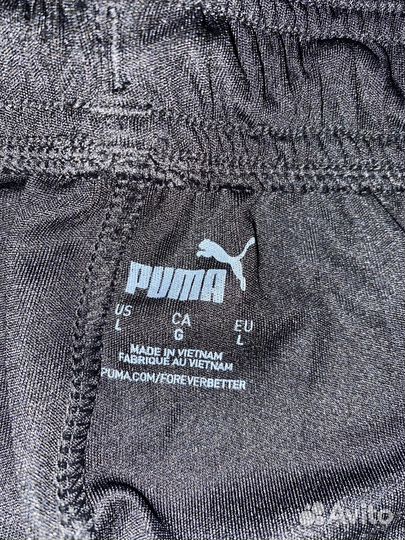 PUMA
US CA EU
L G L
MADE IN VIETNAM
FABRIQUÉ AU VIETNAM
PUMA.COM/FOREVERBETTER
Avito